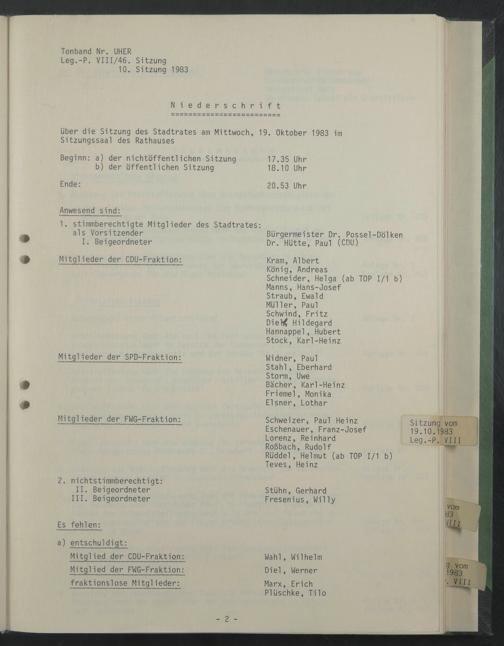 Tonband Nr. UHER
Leg.-P. VIII/46. Sitzung
10. Sitzung 1983
Niederschrift
über die Sitzung des Stadtrates am Mittwoch, 19. Oktober 1983 im
Sitzungssaal des Rathauses
Beginn: a) der nichtöffentlichen Sitzung 17.35 Uhr
b) der öffentlichen Sitzung 18.10 Uhr
Ende: 20.53 Uhr
Anwesend sind:
1. stimmberechtigte Mitglieder des Stadtrates:
als Vorsitzender Bürgermeister Dr. Possel-Dölken
I. Beigeordneter Dr. Hütte, Paul (CDU)
Mitglieder der CDU-Fraktion: Kram, Albert
König, Andreas
Schneider, Helga (ab TOP I/1 b)
Manns, Hans-Josef
Straub, Ewald
Müller, Paul
Schwind, Fritz
Hildegard
Hannappel, Hubert
Stock, Karl-Heinz
Mitglieder der SPD-Fraktion: Widner, Paul
Stahl, Eberhard
Storm, Uwe
Bächer, Karl-Heinz
Friemel, Monika
Elsner, Lothar
Mitglieder der FWG-Fraktion: Schweizer, Paul Heinz
Eschenauer, Franz-Josef
Lorenz, Reinhard
Roßbach, Rudolf
Rüddel, Helmut (ab TOP I/1 b)
Teves, Heinz
Sitzung vom
19.10.1983
Leg.-P. VIII
2. nichtstimmberechtigt:
II. Beigeordneter Stühn, Gerhard
III. Beigeordneter Fresenius, Willy
Es fehlen:
a) entschuldigt:
Mitglied der CDU-Fraktion: Wahl, Wilhelm
Mitglied der FWG-Fraktion: Diel, Werner
fraktionslose Mitglieder: Marx, Erich
Plüschke, Tilo
vom
83
VIII
vom
1983
VIII
- 2 -